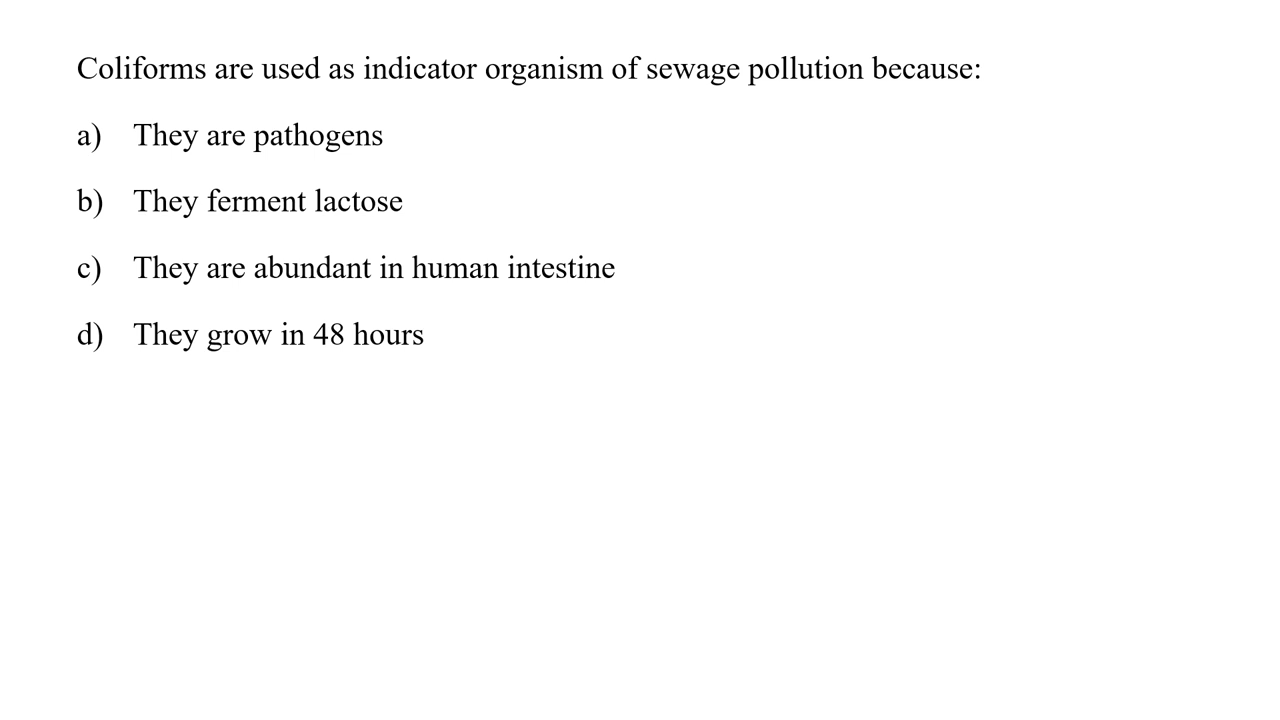 Coliforms are used as indicator organism of sewage pollution because:
a) They are pathogens
b) They ferment lactose
c) They are abundant in human intestine
d) They grow in 48 hours